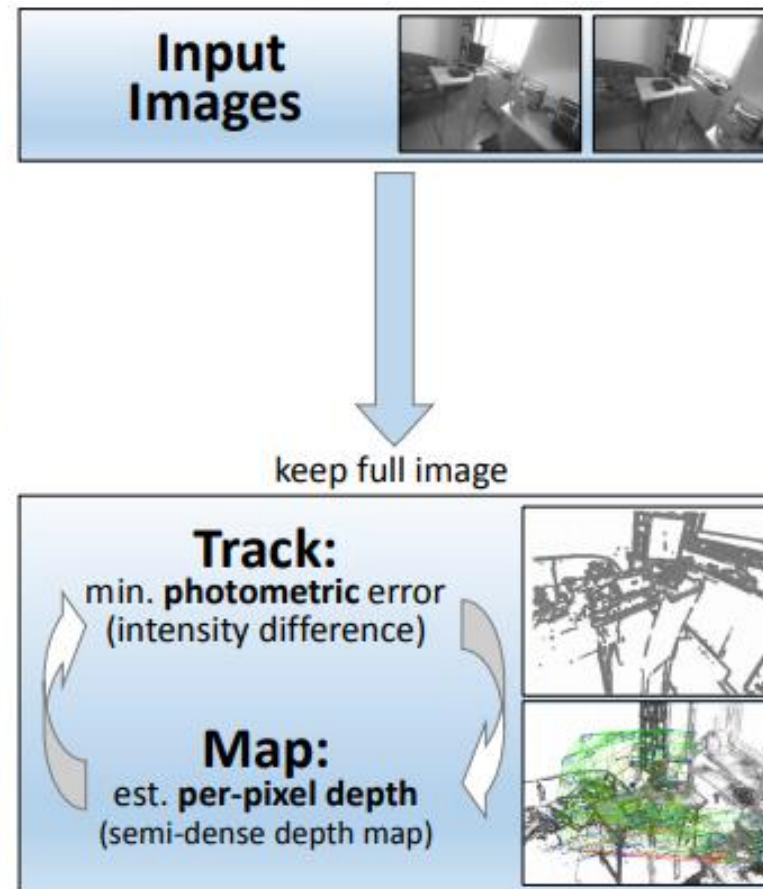 Input
Images
keep full image
Track:
min. photometric error
(intensity difference)
Map:
est. per-pixel depth
(semi-dense depth map)